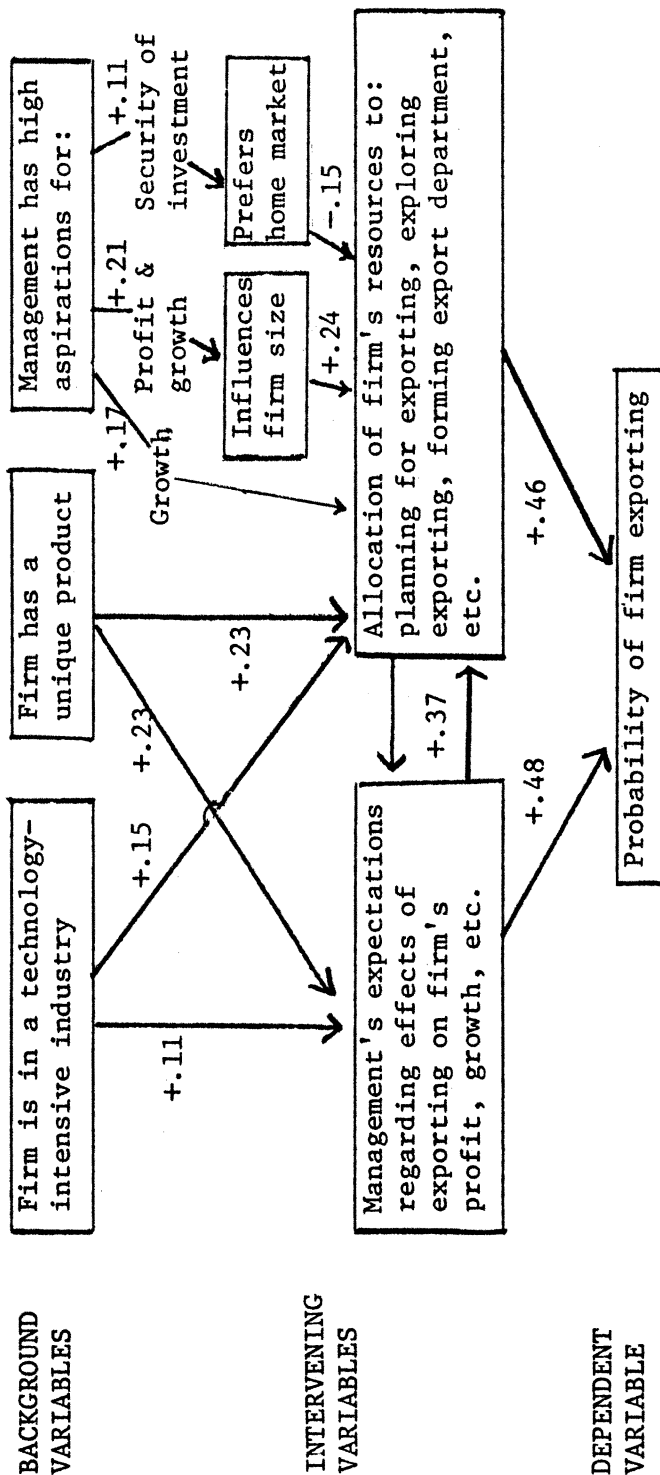 BACKGROUND
VARIABLES
Firm is in a technology-
intensive industry
Firm has a
unique product
Management has high
aspirations for:
+.11
+.15
+.23
+.23
+.17
+.21
+.11
Growth
Profit &
growth
Security of
investment
Influences
firm size
Prefers
home market
+.24
-.15
INTERVENING
VARIABLES
Management's expectations
regarding effects of
exporting on firm's
profit, growth, etc.
+.37
Allocation of firm's resources to:
planning for exporting, exploring
exporting, forming export department,
etc.
+.48
+.46
DEPENDENT
VARIABLE
Probability of firm exporting